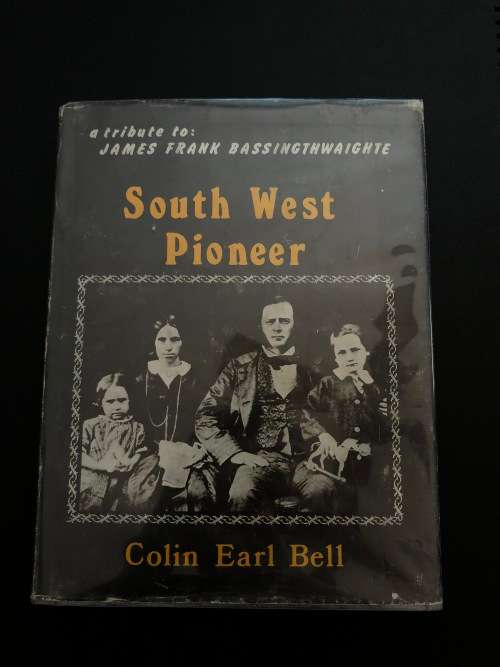 a tribute to:
JAMES FRANK BASSINGTHWAIGHTE
South West
Pioneer
Colin Earl Bell